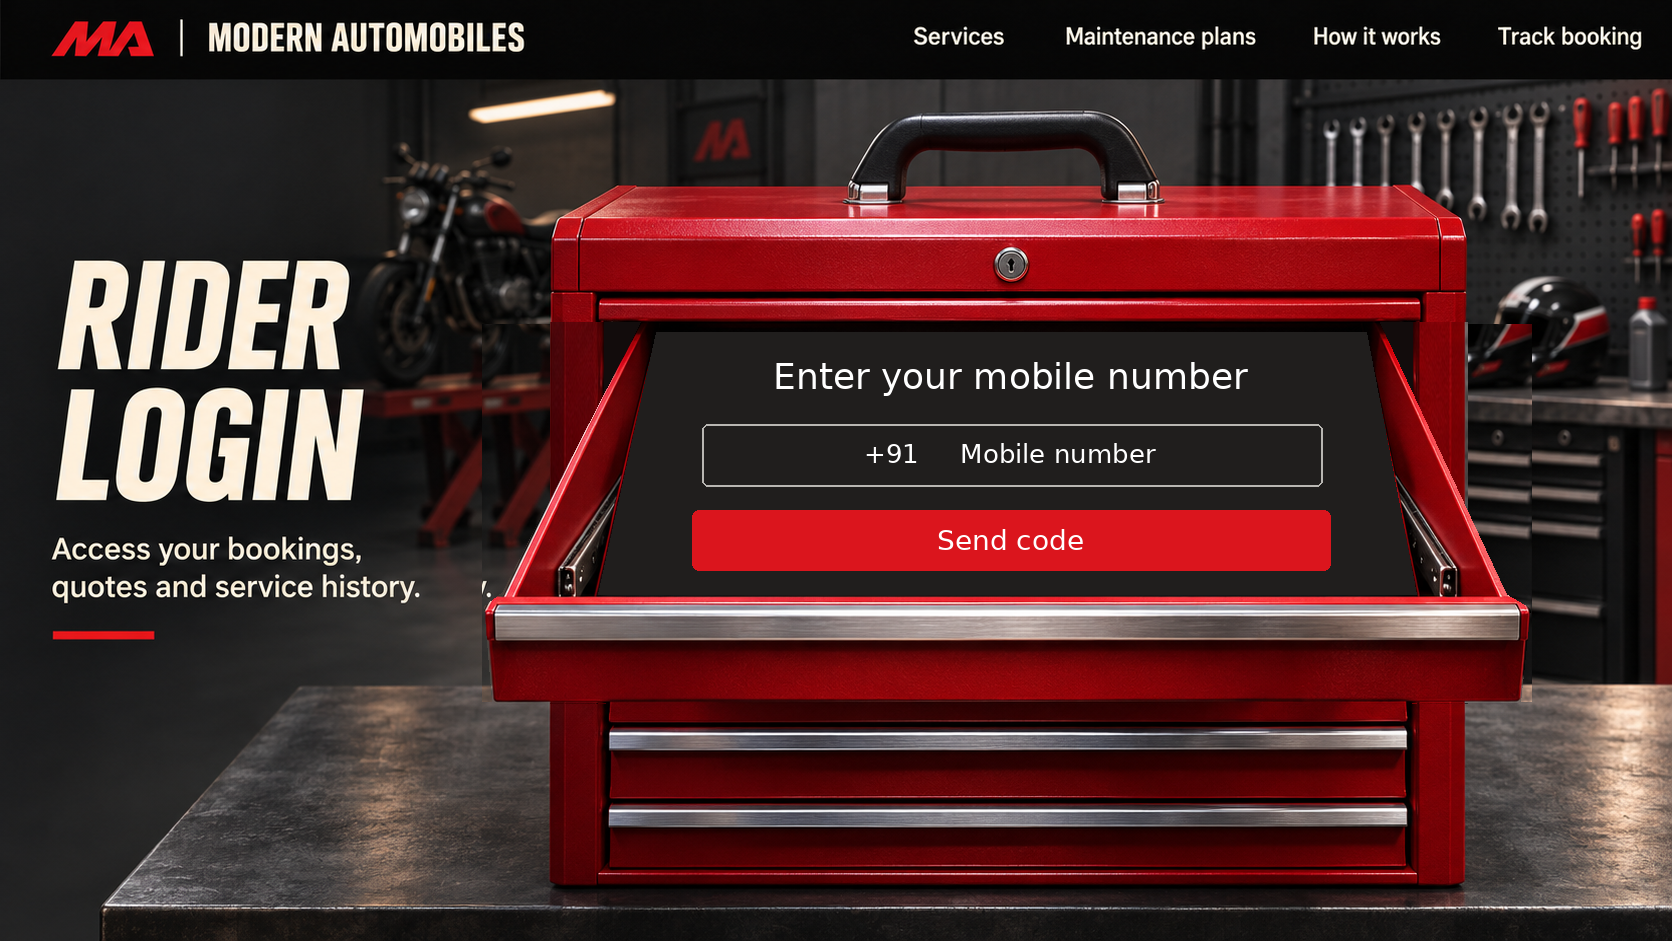 MA | MODERN AUTOMOBILES
Services Maintenance plans How it works Track booking
MA
RIDER
LOGIN
Access your bookings,
quotes and service history.
y.
Enter your mobile number
+91 Mobile number
Send code